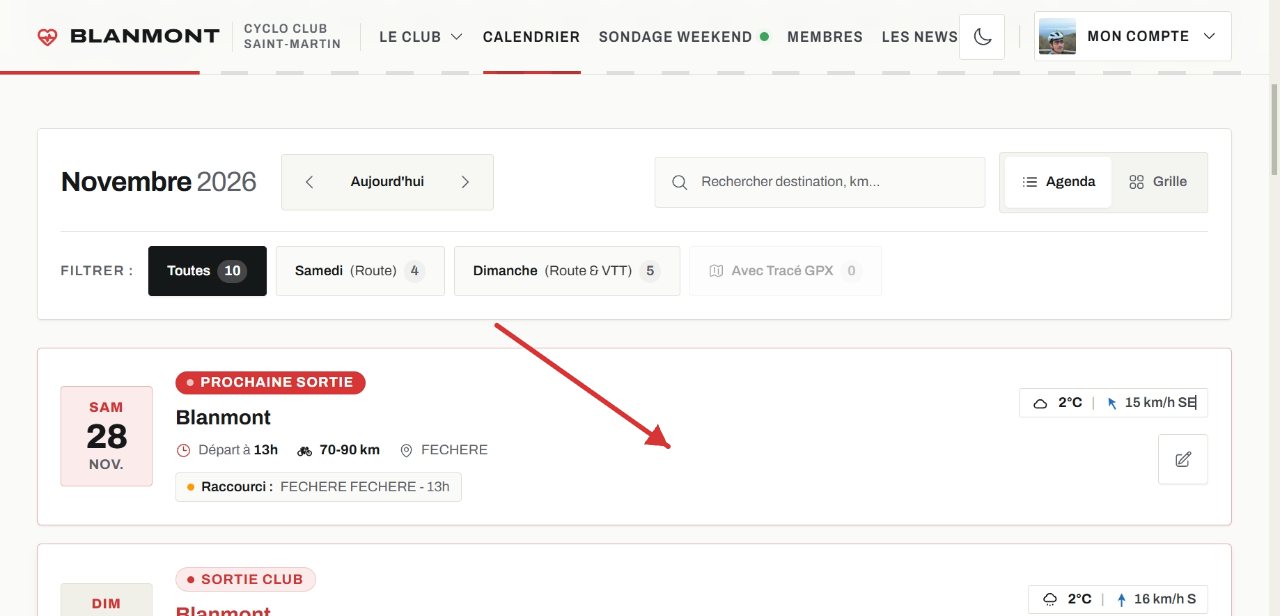 BLANMONT CYCLO CLUB SAINT-MARTIN LE CLUB CALENDRIER SONDAGE WEEKEND MEMBRES LES NEWS MON COMPTE
Novembre 2026 Aujourd'hui Rechercher destination, km... Agenda Grille
FILTRER : Toutes 10 Samedi (Route) 4 Dimanche (Route & VTT) 5 Avec Tracé GPX 0
SAM
28
NOV.
PROCHAINE SORTIE
Blanmont
Départ à 13h 70-90 km FECHERE
Raccourci : FECHERE FECHERE - 13h
2°C | 15 km/h SE
DIM
SORTIE CLUB
Blanmont
2°C | 16 km/h S